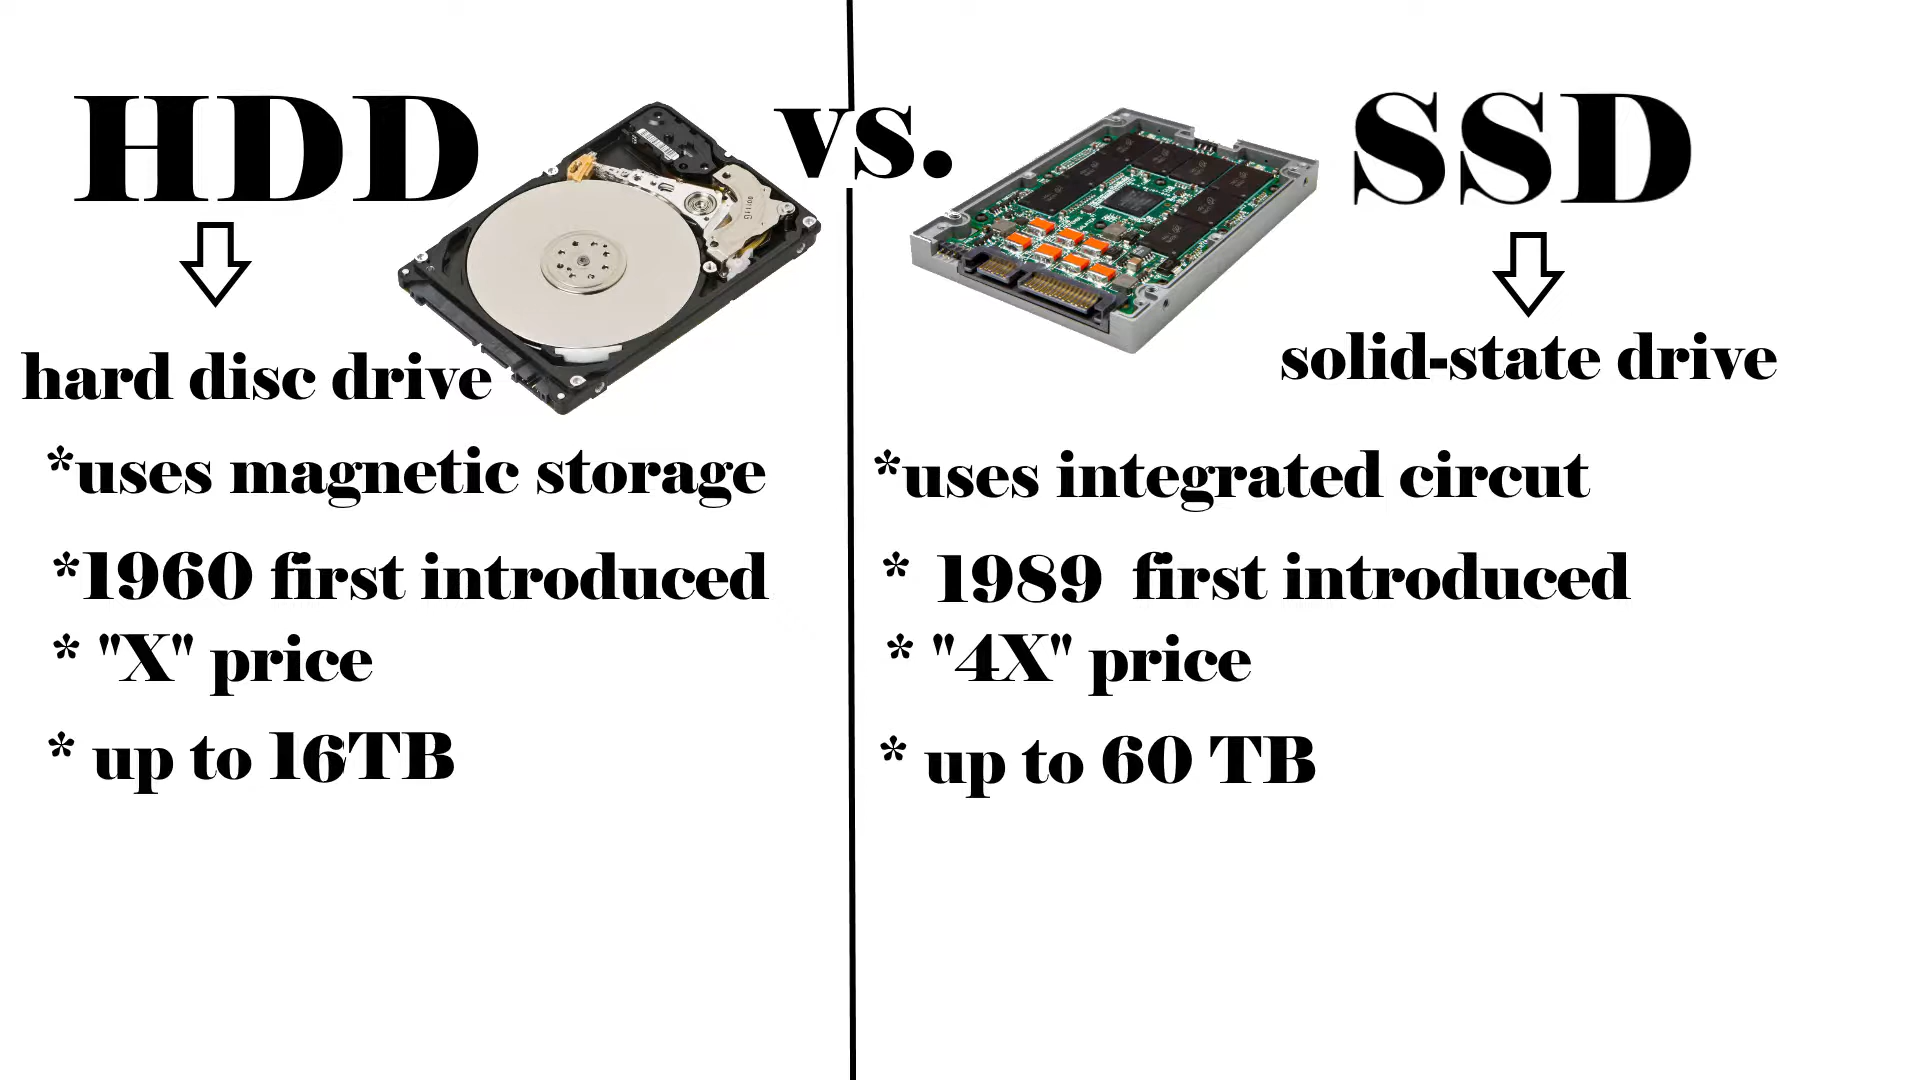 HDD
vs.
SSD
hard disc drive
solid-state drive
*uses magnetic storage
*uses integrated circut
*1960 first introduced
* 1989 first introduced
* "X" price
* "4X" price
* up to 16TB
* up to 60 TB